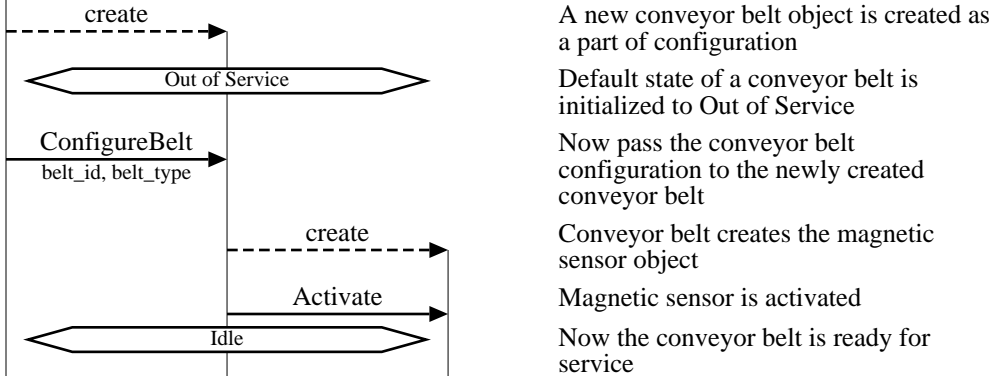 create
A new conveyor belt object is created as
a part of configuration
Out of Service
Default state of a conveyor belt is
initialized to Out of Service
ConfigureBelt
belt_id, belt_type
Now pass the conveyor belt
configuration to the newly created
conveyor belt
create
Conveyor belt creates the magnetic
sensor object
Activate
Magnetic sensor is activated
Idle
Now the conveyor belt is ready for
service